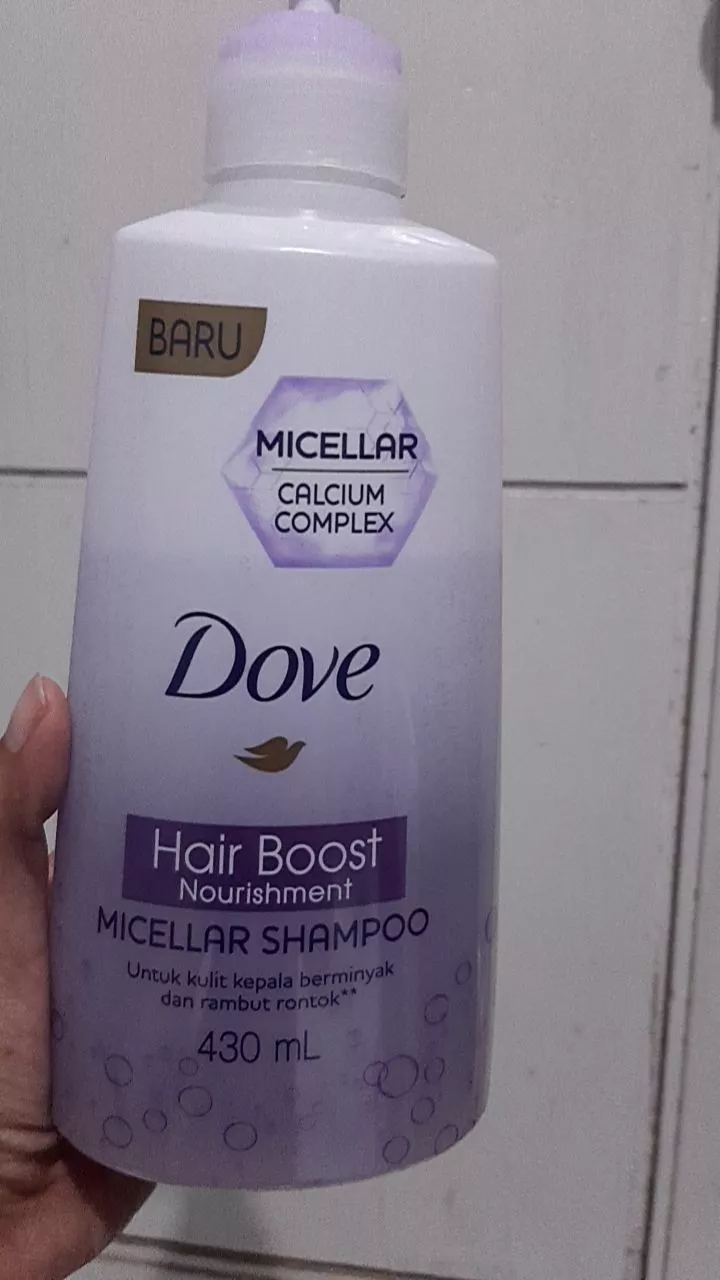 BARU
MICELLAR
CALCIUM
COMPLEX
Dove
Hair Boost
Nourishment
MICELLAR SHAMPOO
Untuk kulit kepala berminyak
dan rambut rontok**
430 mL